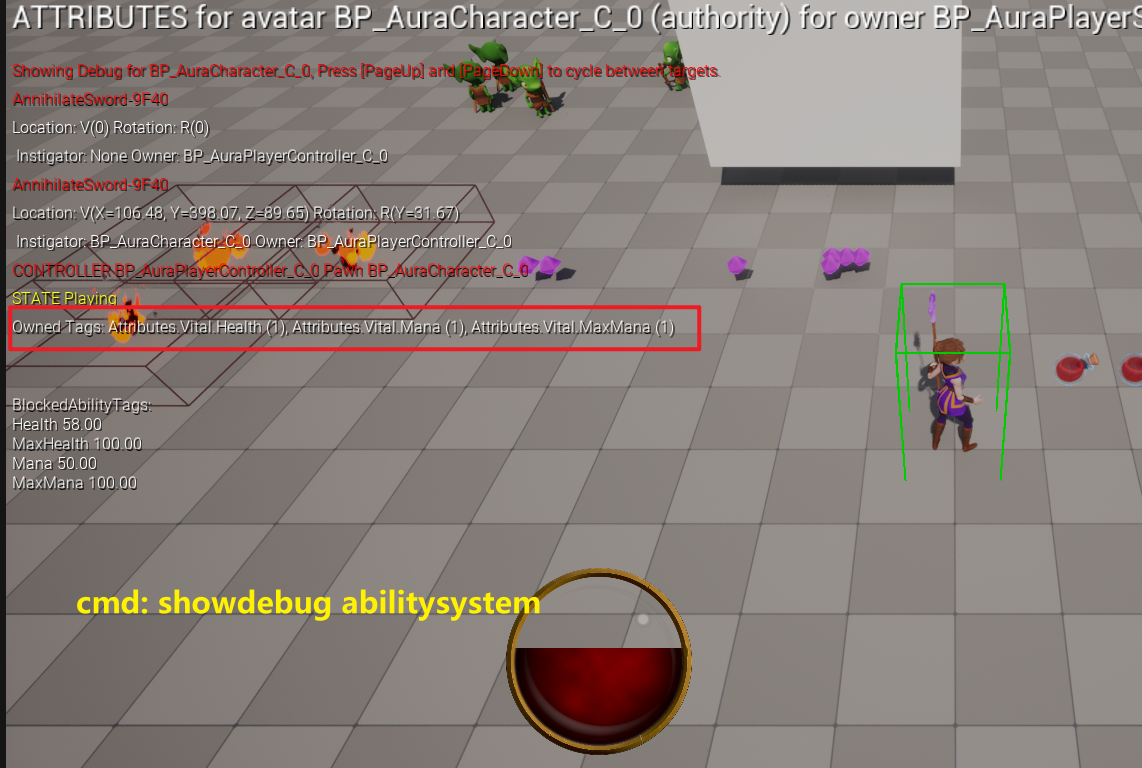 ATTRIBUTES for avatar BP_AuraCharacter_C_0 (authority) for owner BP_AuraPlayerS
Showing Debug for BP_AuraCharacter_C_0, Press [PageUp] and [PageDown] to cycle between targets.
AnnihilateSword-9F40
Location: V(0) Rotation: R(0)
Instigator: None Owner: BP_AuraPlayerController_C_0
AnnihilateSword-9F40
Location: V(X=106.48, Y=398.07, Z=89.65) Rotation: R(Y=31.67)
Instigator: BP_AuraCharacter_C_0 Owner: BP_AuraPlayerController_C_0
CONTROLLER BP_AuraPlayerController_C_0 Pawn BP_AuraCharacter_C_0
STATE Playing
Owned Tags: Attributes.Vital.Health (1), Attributes.Vital.Mana (1), Attributes.Vital.MaxMana (1)
BlockedAbilityTags:
Health 58.00
MaxHealth 100.00
Mana 50.00
MaxMana 100.00
cmd: showdebug abilitysystem